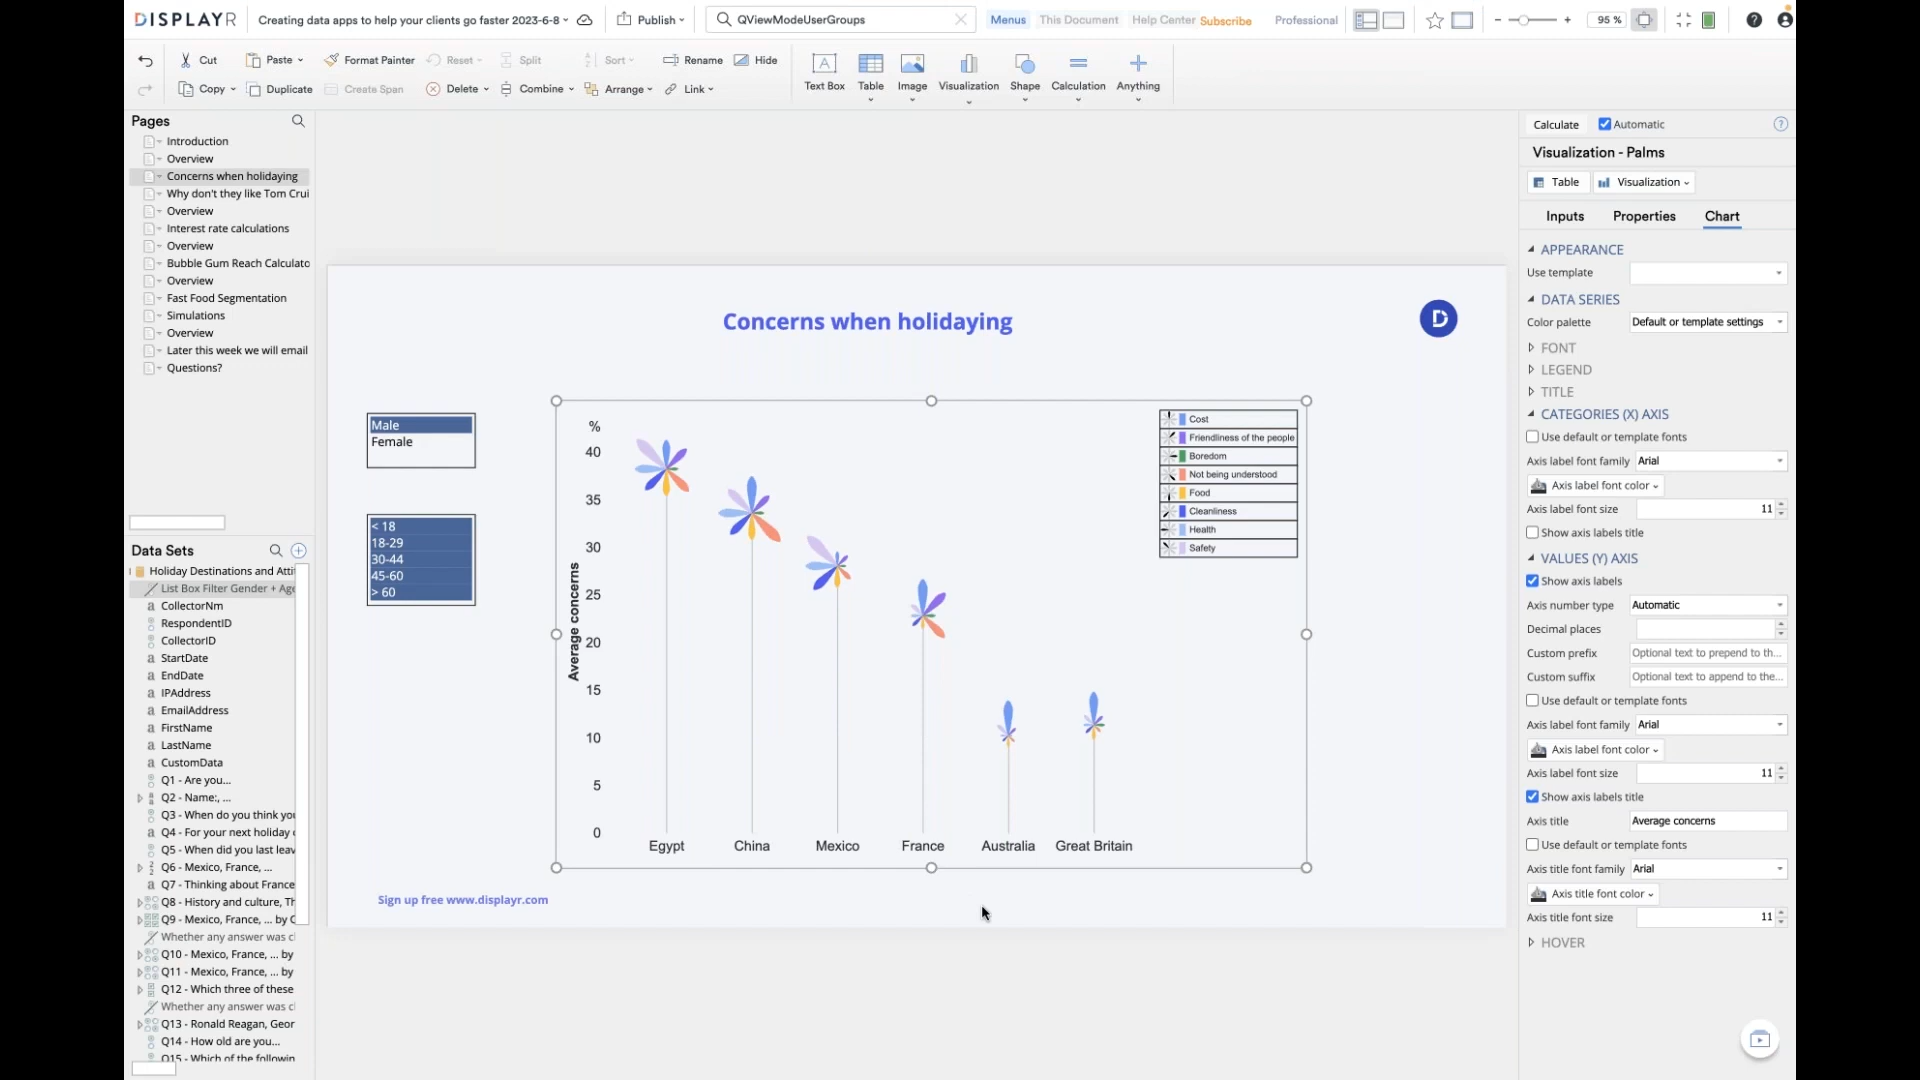 DISPLAYR
Creating data apps to help your clients go faster 2023-6-8
Publish
QViewModeUserGroups
Menus
This Document
Help Center
Subscribe
Professional
95 %
Cut
Paste
Format Painter
Reset
Split
Sort
Rename
Hide
Copy
Duplicate
Create Span
Delete
Combine
Arrange
Link
Text Box
Table
Image
Visualization
Shape
Calculation
Anything
Pages
Introduction
Overview
Concerns when holidaying
Why don't they like Tom Crui
Overview
Interest rate calculations
Overview
Bubble Gum Reach Calculato
Overview
Fast Food Segmentation
Simulations
Overview
Later this week we will email
Questions?
Data Sets
Holiday Destinations and Atti
List Box Filter Gender + Age
CollectorNm
RespondentID
CollectorID
StartDate
EndDate
IPAddress
EmailAddress
FirstName
LastName
CustomData
Q1 - Are you...
Q2 - Name:, ...
Q3 - When do you think you
Q4 - For your next holiday
Q5 - When did you last leav
Q6 - Mexico, France, ...
Q7 - Thinking about France
Q8 - History and culture, Th
Q9 - Mexico, France, ... by C
Whether any answer was cl
Q10 - Mexico, France, ... by
Q11 - Mexico, France, ... by
Q12 - Which three of these
Whether any answer was cl
Q13 - Ronald Reagan, Geor
Q14 - How old are you...
Q15 - Which of the followin
Concerns when holidaying
D
Male
Female
< 18
18-29
30-44
45-60
> 60
%
40
35
30
25
20
15
10
5
0
Average concerns
Egypt
China
Mexico
France
Australia
Great Britain
Cost
Friendliness of the people
Boredom
Not being understood
Food
Cleanliness
Health
Safety
Sign up free www.displayr.com
Calculate
Automatic
Visualization - Palms
Table
Visualization
Inputs
Properties
Chart
APPEARANCE
Use template
DATA SERIES
Color palette
Default or template settings
FONT
LEGEND
TITLE
CATEGORIES (X) AXIS
Use default or template fonts
Axis label font family
Arial
Axis label font color
Axis label font size
11
Show axis labels title
VALUES (Y) AXIS
Show axis labels
Axis number type
Automatic
Decimal places
Custom prefix
Optional text to prepend to th...
Custom suffix
Optional text to append to the...
Use default or template fonts
Axis label font family
Arial
Axis label font color
Axis label font size
11
Show axis labels title
Axis title
Average concerns
Use default or template fonts
Axis title font family
Arial
Axis title font color
Axis title font size
11
HOVER